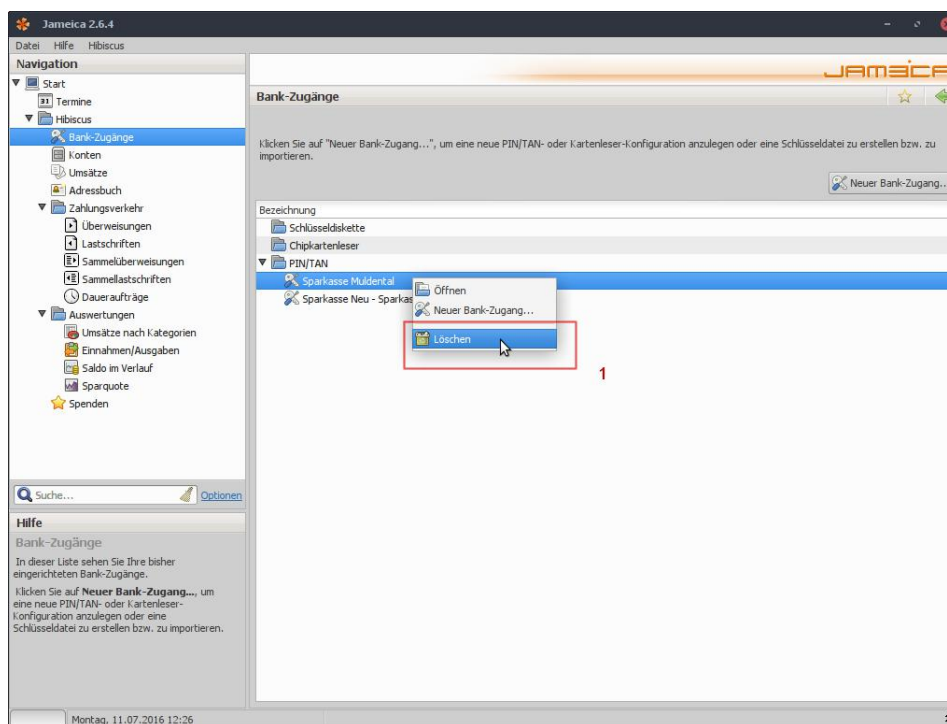 Jameica 2.6.4
Datei Hilfe Hibiscus
Navigation
Start
31 Termine
Hibiscus
Bank-Zugänge
Konten
Umsätze
Adressbuch
Zahlungsverkehr
Überweisungen
Lastschriften
Sammelüberweisungen
Sammellastschriften
Daueraufträge
Auswertungen
Umsätze nach Kategorien
Einnahmen/Ausgaben
Saldo im Verlauf
Sparquote
Spenden
Suche... Optionen
Hilfe
Bank-Zugänge
In dieser Liste sehen Sie Ihre bisher
eingerichteten Bank-Zugänge.
Klicken Sie auf Neuer Bank-Zugang..., um
eine neue PIN/TAN- oder Kartenleser-
Konfiguration anzulegen oder eine
Schlüsseldatei zu erstellen bzw. zu importieren.
JAMEICA
Bank-Zugänge
Klicken Sie auf "Neuer Bank-Zugang...", um eine neue PIN/TAN- oder Kartenleser-Konfiguration anzulegen oder eine Schlüsseldatei zu erstellen bzw. zu
importieren.
Neuer Bank-Zugang...
Bezeichnung
Schlüsseldiskette
Chipkartenleser
PIN/TAN
Sparkasse Muldental
Sparkasse Neu - Sparkas
Öffnen
Neuer Bank-Zugang...
Löschen
1
Montag, 11.07.2016 12:26